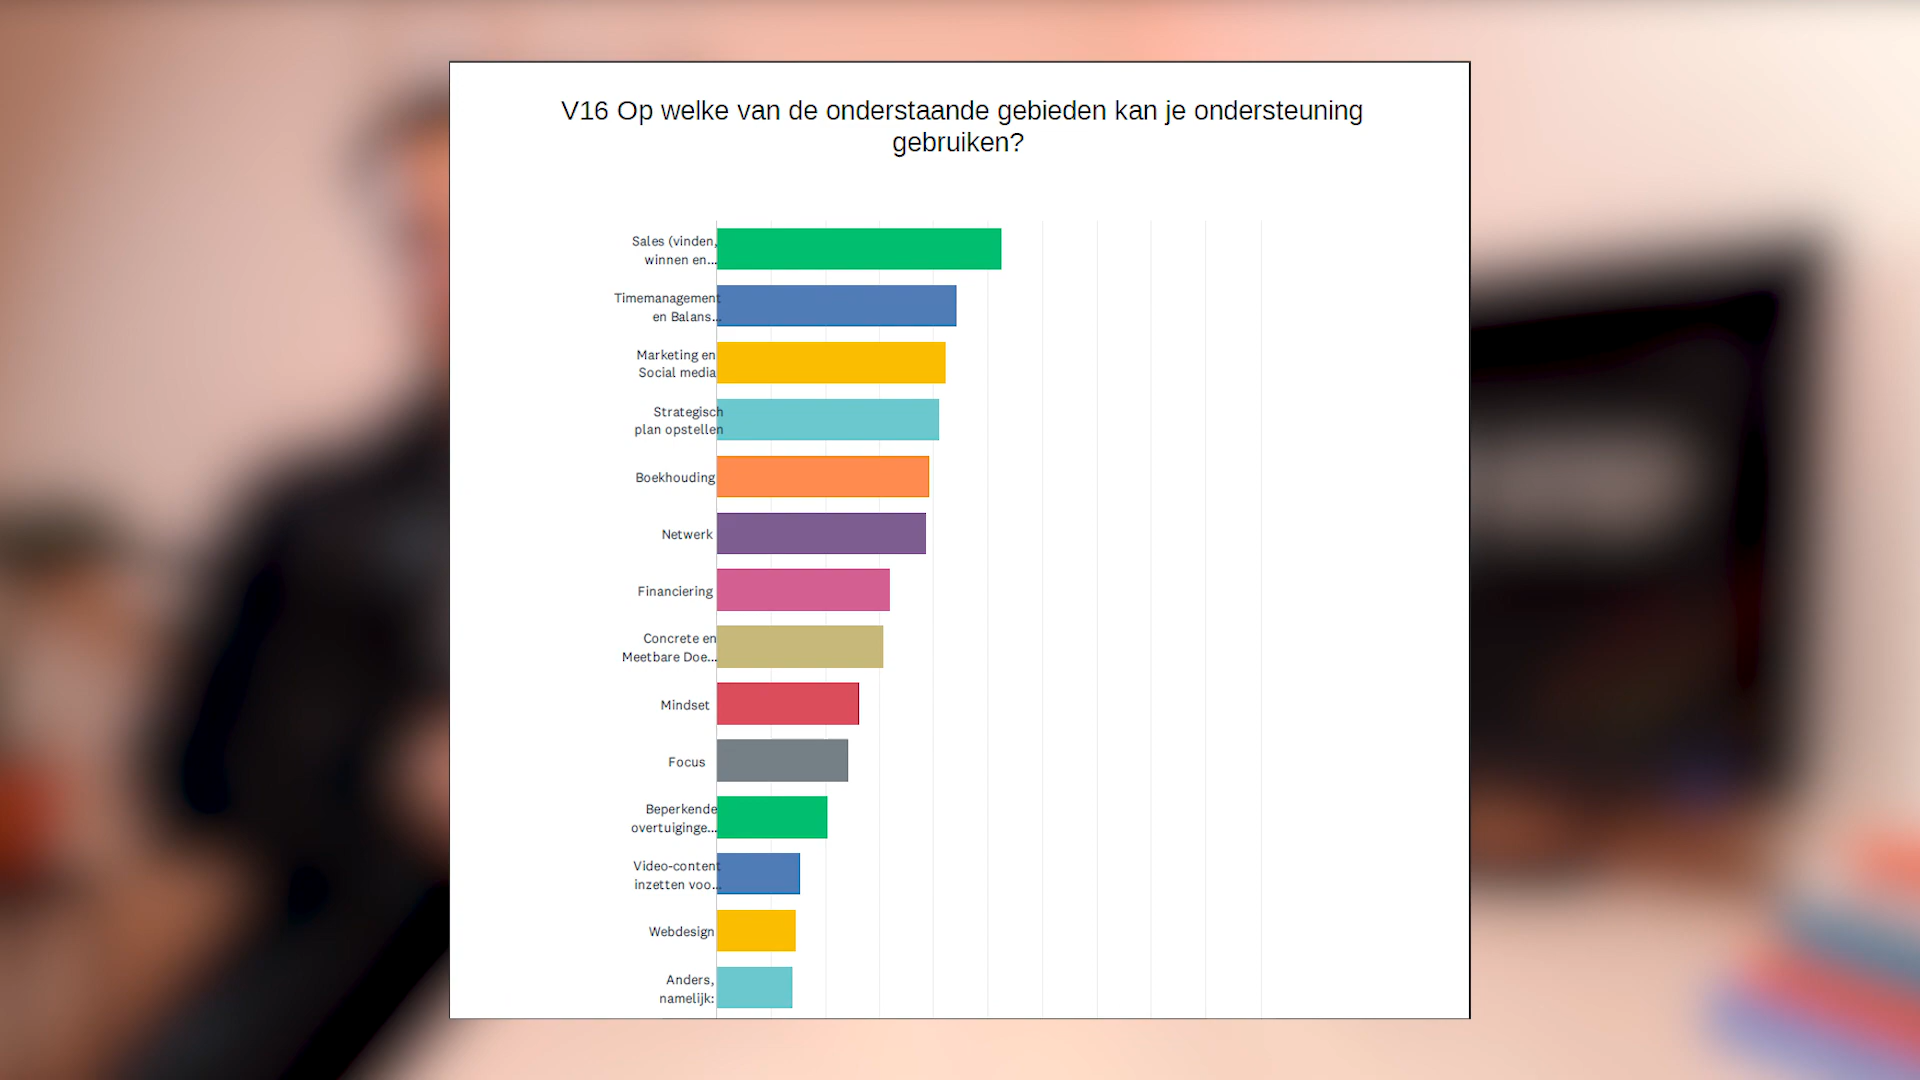 V16 Op welke van de onderstaande gebieden kan je ondersteuning
gebruiken?
Sales (vinden,
winnen en...
Timemanagement
en Balans...
Marketing en
Social media
Strategisch
plan opstellen
Boekhouding
Netwerk
Financiering
Concrete en
Meetbare Doe...
Mindset
Focus
Beperkende
overtuiginge...
Video-content
inzetten voo...
Webdesign
Anders,
namelijk: